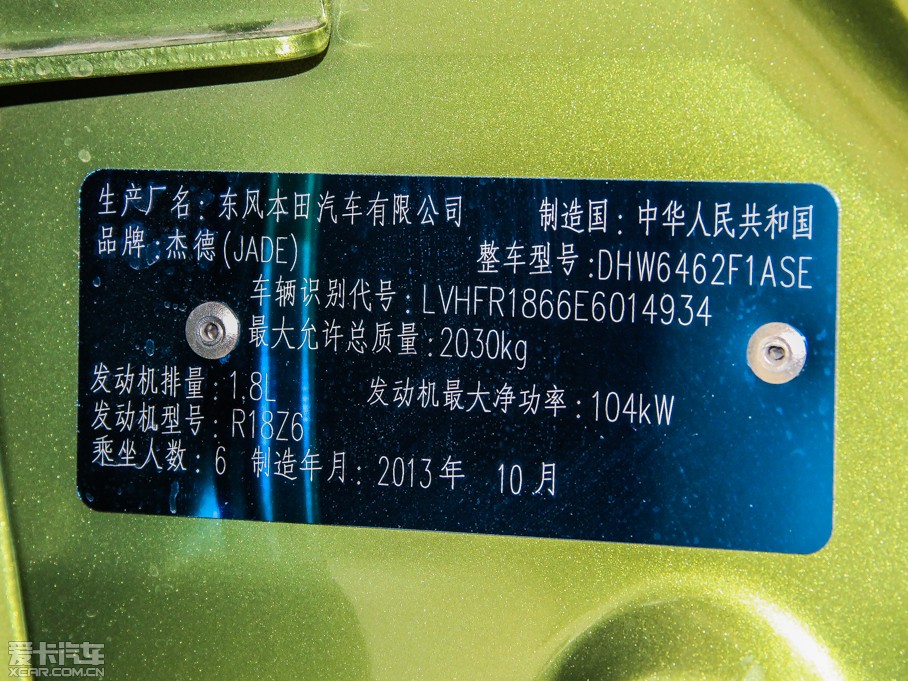 生产厂名：东风本田汽车有限公司 制造国：中华人民共和国
品牌：杰德(JADE) 整车型号：DHW6462F1ASE
车辆识别代号：LVHFR1866E6014934
最大允许总质量：2030kg
发动机排量：1.8L 发动机最大净功率：104kW
发动机型号：R18Z6
乘坐人数：6 制造年月：2013年 10月
爱卡汽车
XCAR.COM.CN